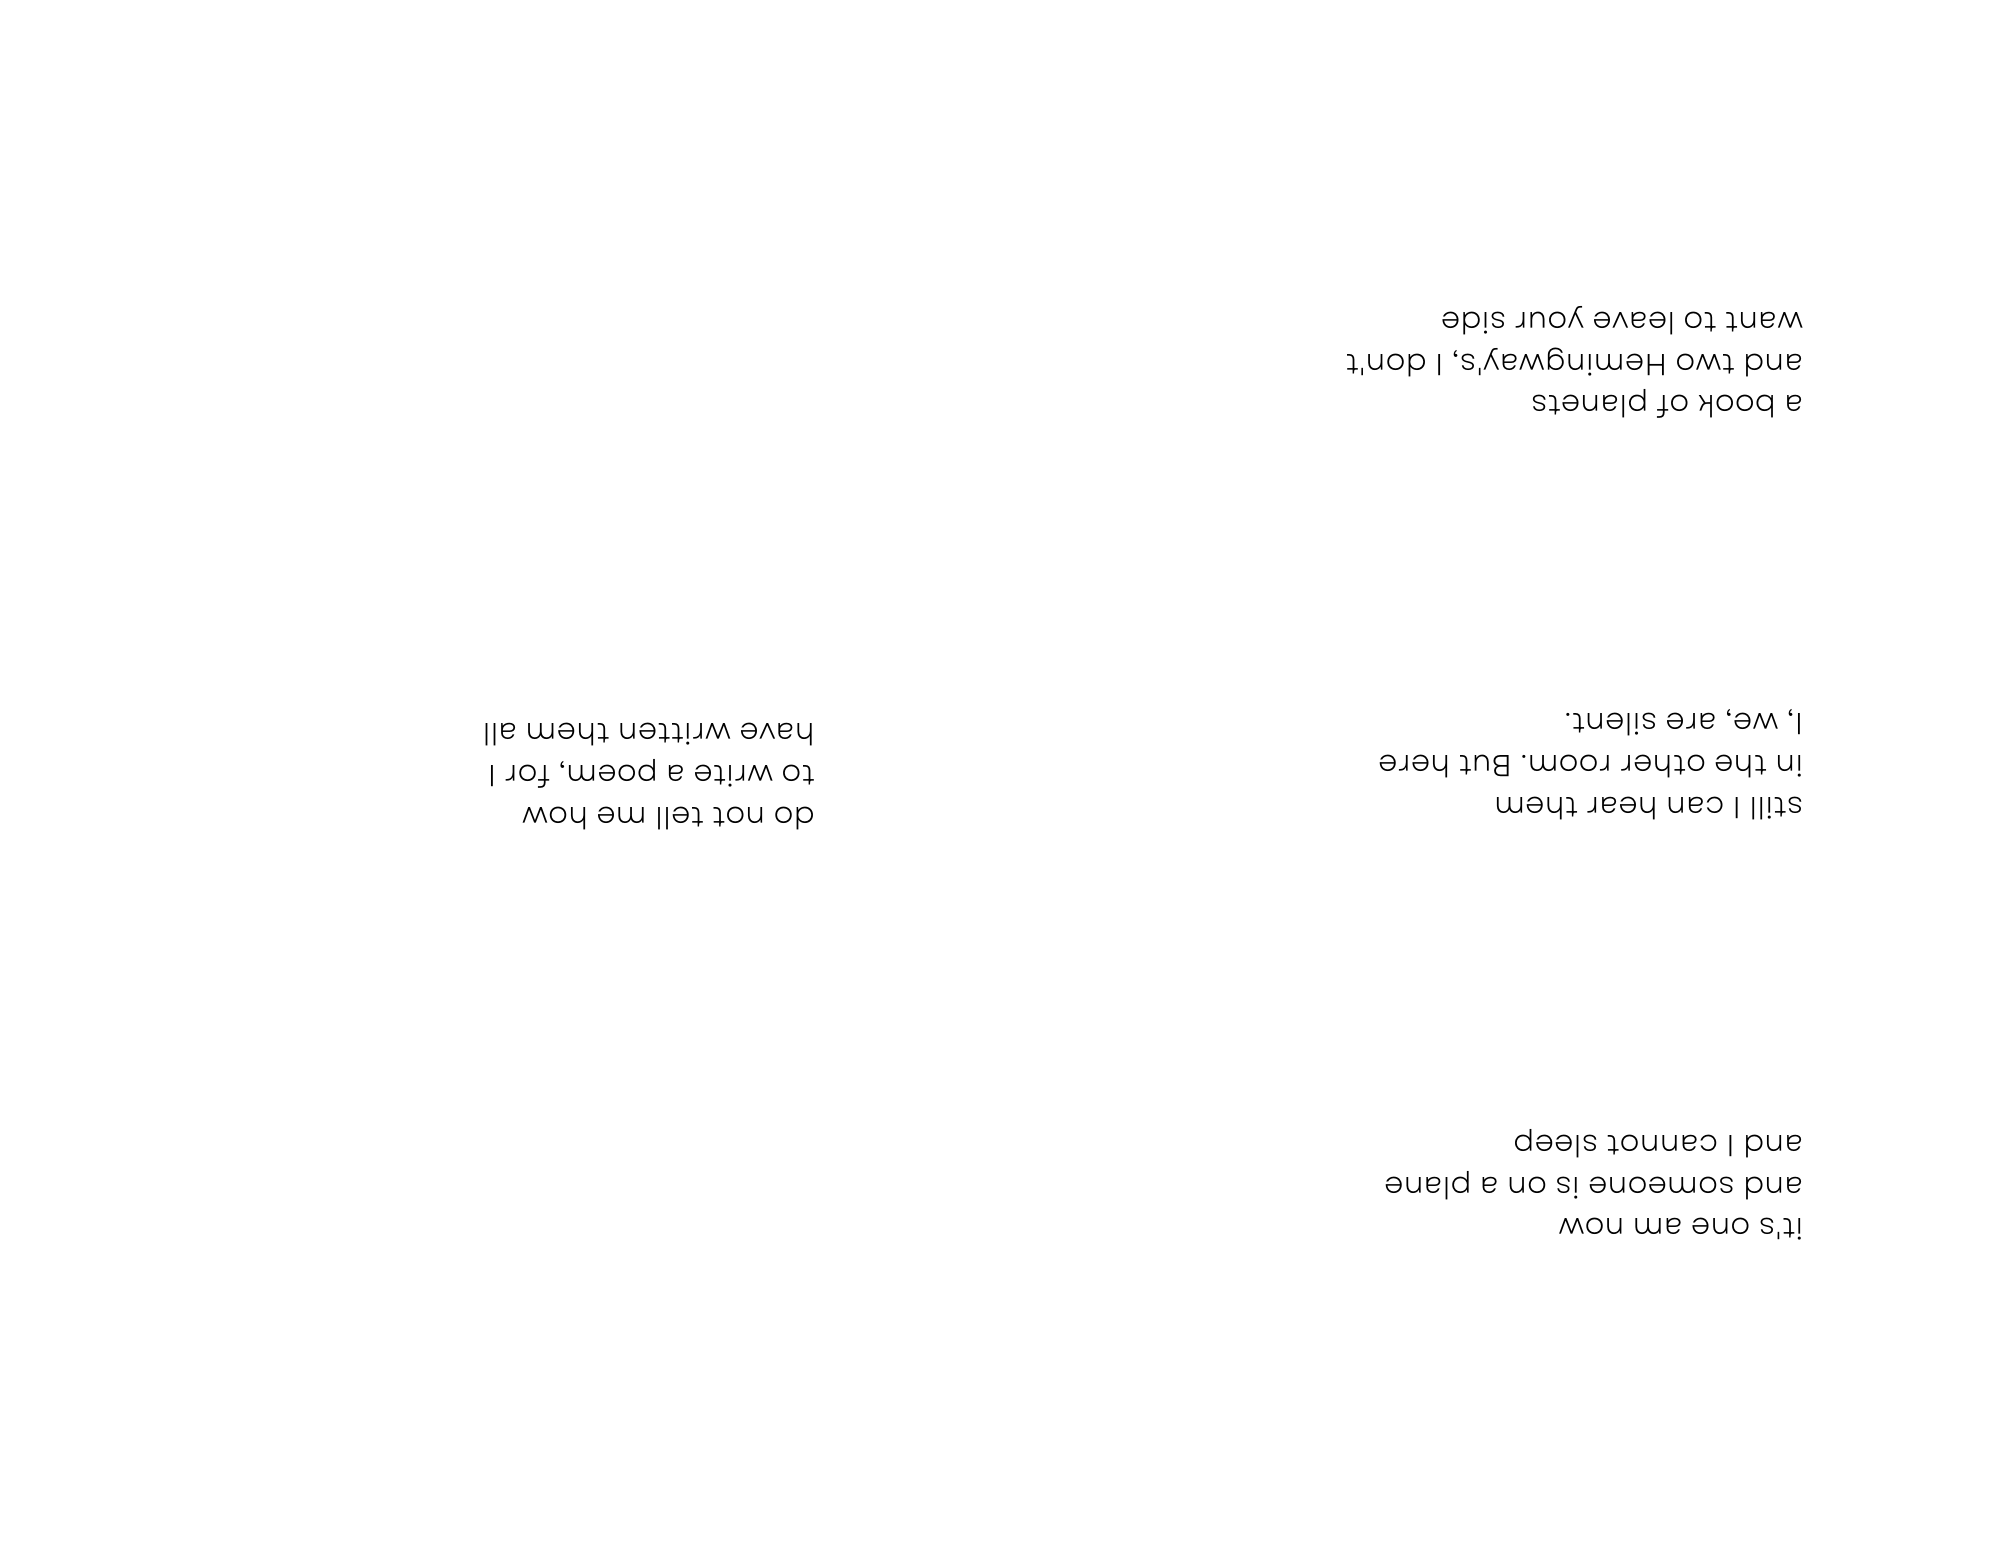 it's one am now
and someone is on a plane
and I cannot sleep
still I can hear them
in the other room. But here
I, we, are silent.
a book of planets
and two Hemingway's, I don't
want to leave your side
do not tell me how
to write a poem, for I
have written them all